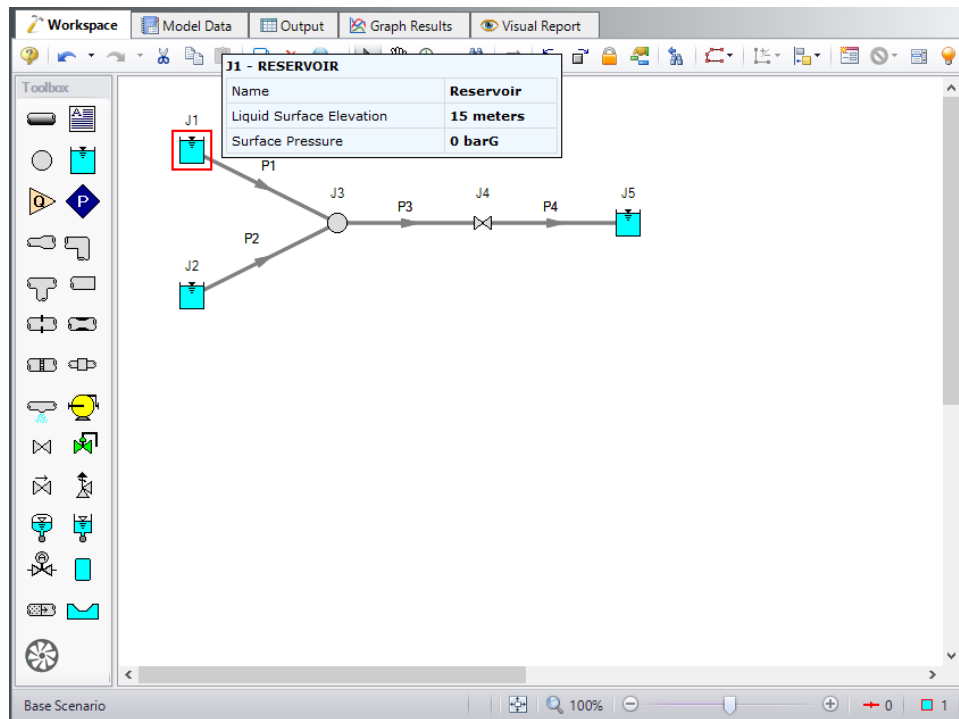 Workspace Model Data Output Graph Results Visual Report
Toolbox
J1 - RESERVOIR
Name Reservoir
Liquid Surface Elevation 15 meters
Surface Pressure 0 barG
J1
P1
J3
P3
J4
P4
J5
P2
J2
A
Q
P
Base Scenario 100% 0 1